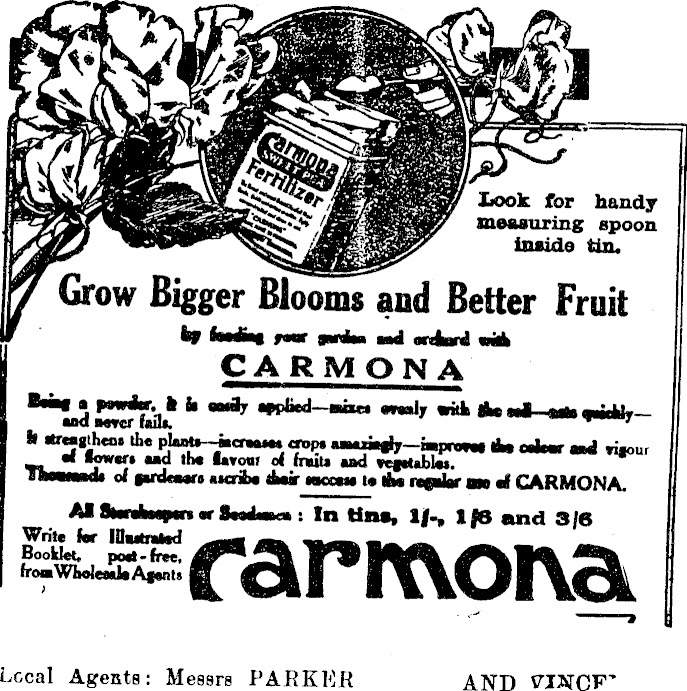 Carmona
Fertilizer
"CARMONA"
Look for handy
measuring spoon
inside tin.
Grow Bigger Blooms and Better Fruit
by feeding your garden and orchard with
CARMONA
Being a powder, it is easily applied—mixes evenly with the soil—acts quickly—
and never fails.
It strengthens the plants—increases crops amazingly—improves the colour and vigour
of flowers and the flavour of fruits and vegetables.
Thousands of gardeners ascribe their success to the regular use of CARMONA.
All Storekeepers or Seedsmen : In tins, 1/-, 1/6 and 3/6
Write for Illustrated
Booklet, post-free,
from Wholesale Agents
Carmona
Local Agents: Messrs PARKER AND VINCE